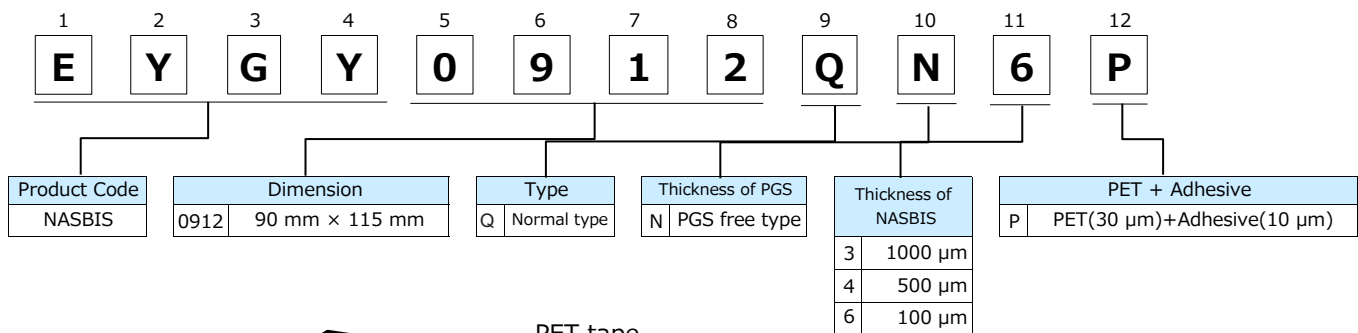 1 2 3 4 5 6 7 8 9 10 11 12
E Y G Y 0 9 1 2 Q N 6 P
Product Code
NASBIS
Dimension
0912 90 mm × 115 mm
Type
Q Normal type
Thickness of PGS
N PGS free type
Thickness of
NASBIS
3 1000 μm
4 500 μm
6 100 μm
PET + Adhesive
P PET(30 μm)+Adhesive(10 μm)
PET tape